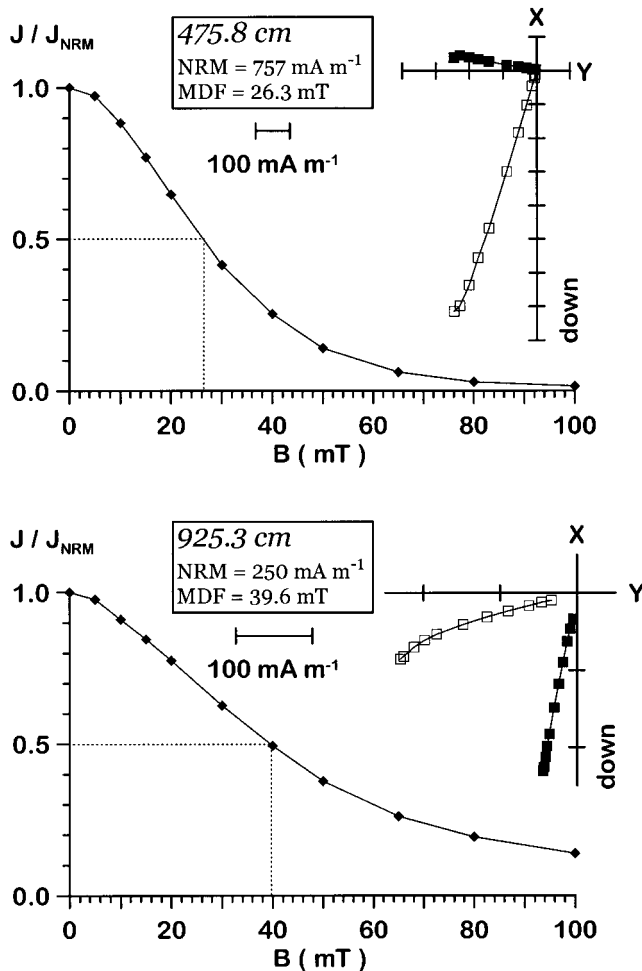 J / J_NRM
475.8 cm
NRM = 757 mA m⁻¹
MDF = 26.3 mT
100 mA m⁻¹
X
Y
down
1.0
0.5
0.0
0 20 40 60 80 100
B ( mT )
J / J_NRM
925.3 cm
NRM = 250 mA m⁻¹
MDF = 39.6 mT
100 mA m⁻¹
X
Y
down
1.0
0.5
0.0
0 20 40 60 80 100
B ( mT )